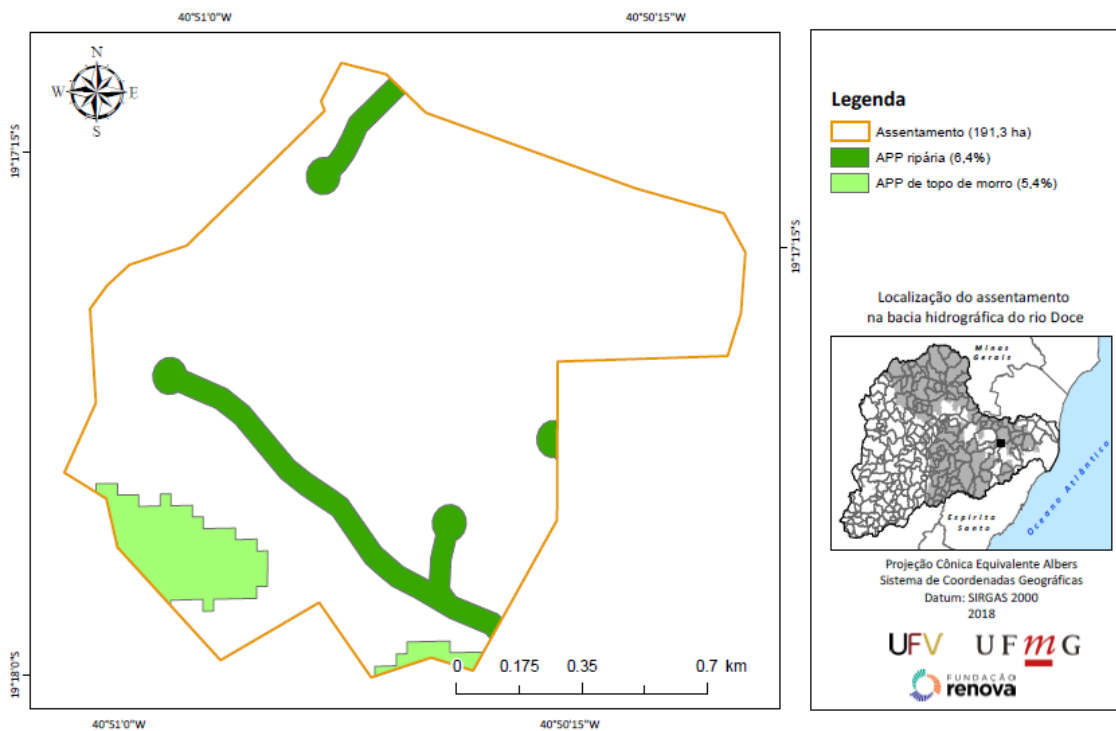 40°51'0"W
40°50'15"W
N
W
E
S
19°17'15"S
19°17'15"S
19°18'0"S
0
0.175
0.35
0.7 km
40°51'0"W
40°50'15"W
Legenda
Assentamento (191,3 ha)
APP ripária (6,4%)
APP de topo de morro (5,4%)
Localização do assentamento
na bacia hidrográfica do rio Doce
Minas
Gerais
Espírito
Santo
Oceano Atlântico
Projeção Cônica Equivalente Albers
Sistema de Coordenadas Geográficas
Datum: SIRGAS 2000
2018
UFV
UFmG
FUNDAÇÃO
renova